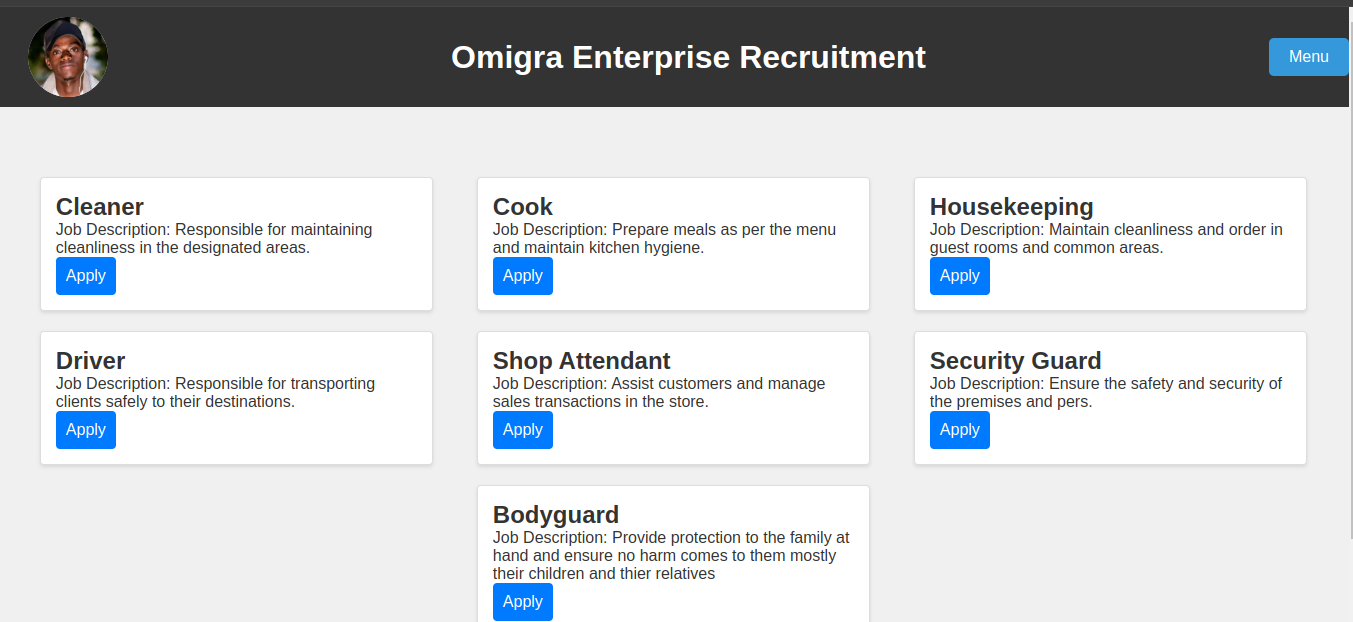 Omigra Enterprise Recruitment
Menu
Cleaner
Job Description: Responsible for maintaining
cleanliness in the designated areas.
Apply
Cook
Job Description: Prepare meals as per the menu
and maintain kitchen hygiene.
Apply
Housekeeping
Job Description: Maintain cleanliness and order in
guest rooms and common areas.
Apply
Driver
Job Description: Responsible for transporting
clients safely to their destinations.
Apply
Shop Attendant
Job Description: Assist customers and manage
sales transactions in the store.
Apply
Security Guard
Job Description: Ensure the safety and security of
the premises and pers.
Apply
Bodyguard
Job Description: Provide protection to the family at
hand and ensure no harm comes to them mostly
their children and thier relatives
Apply